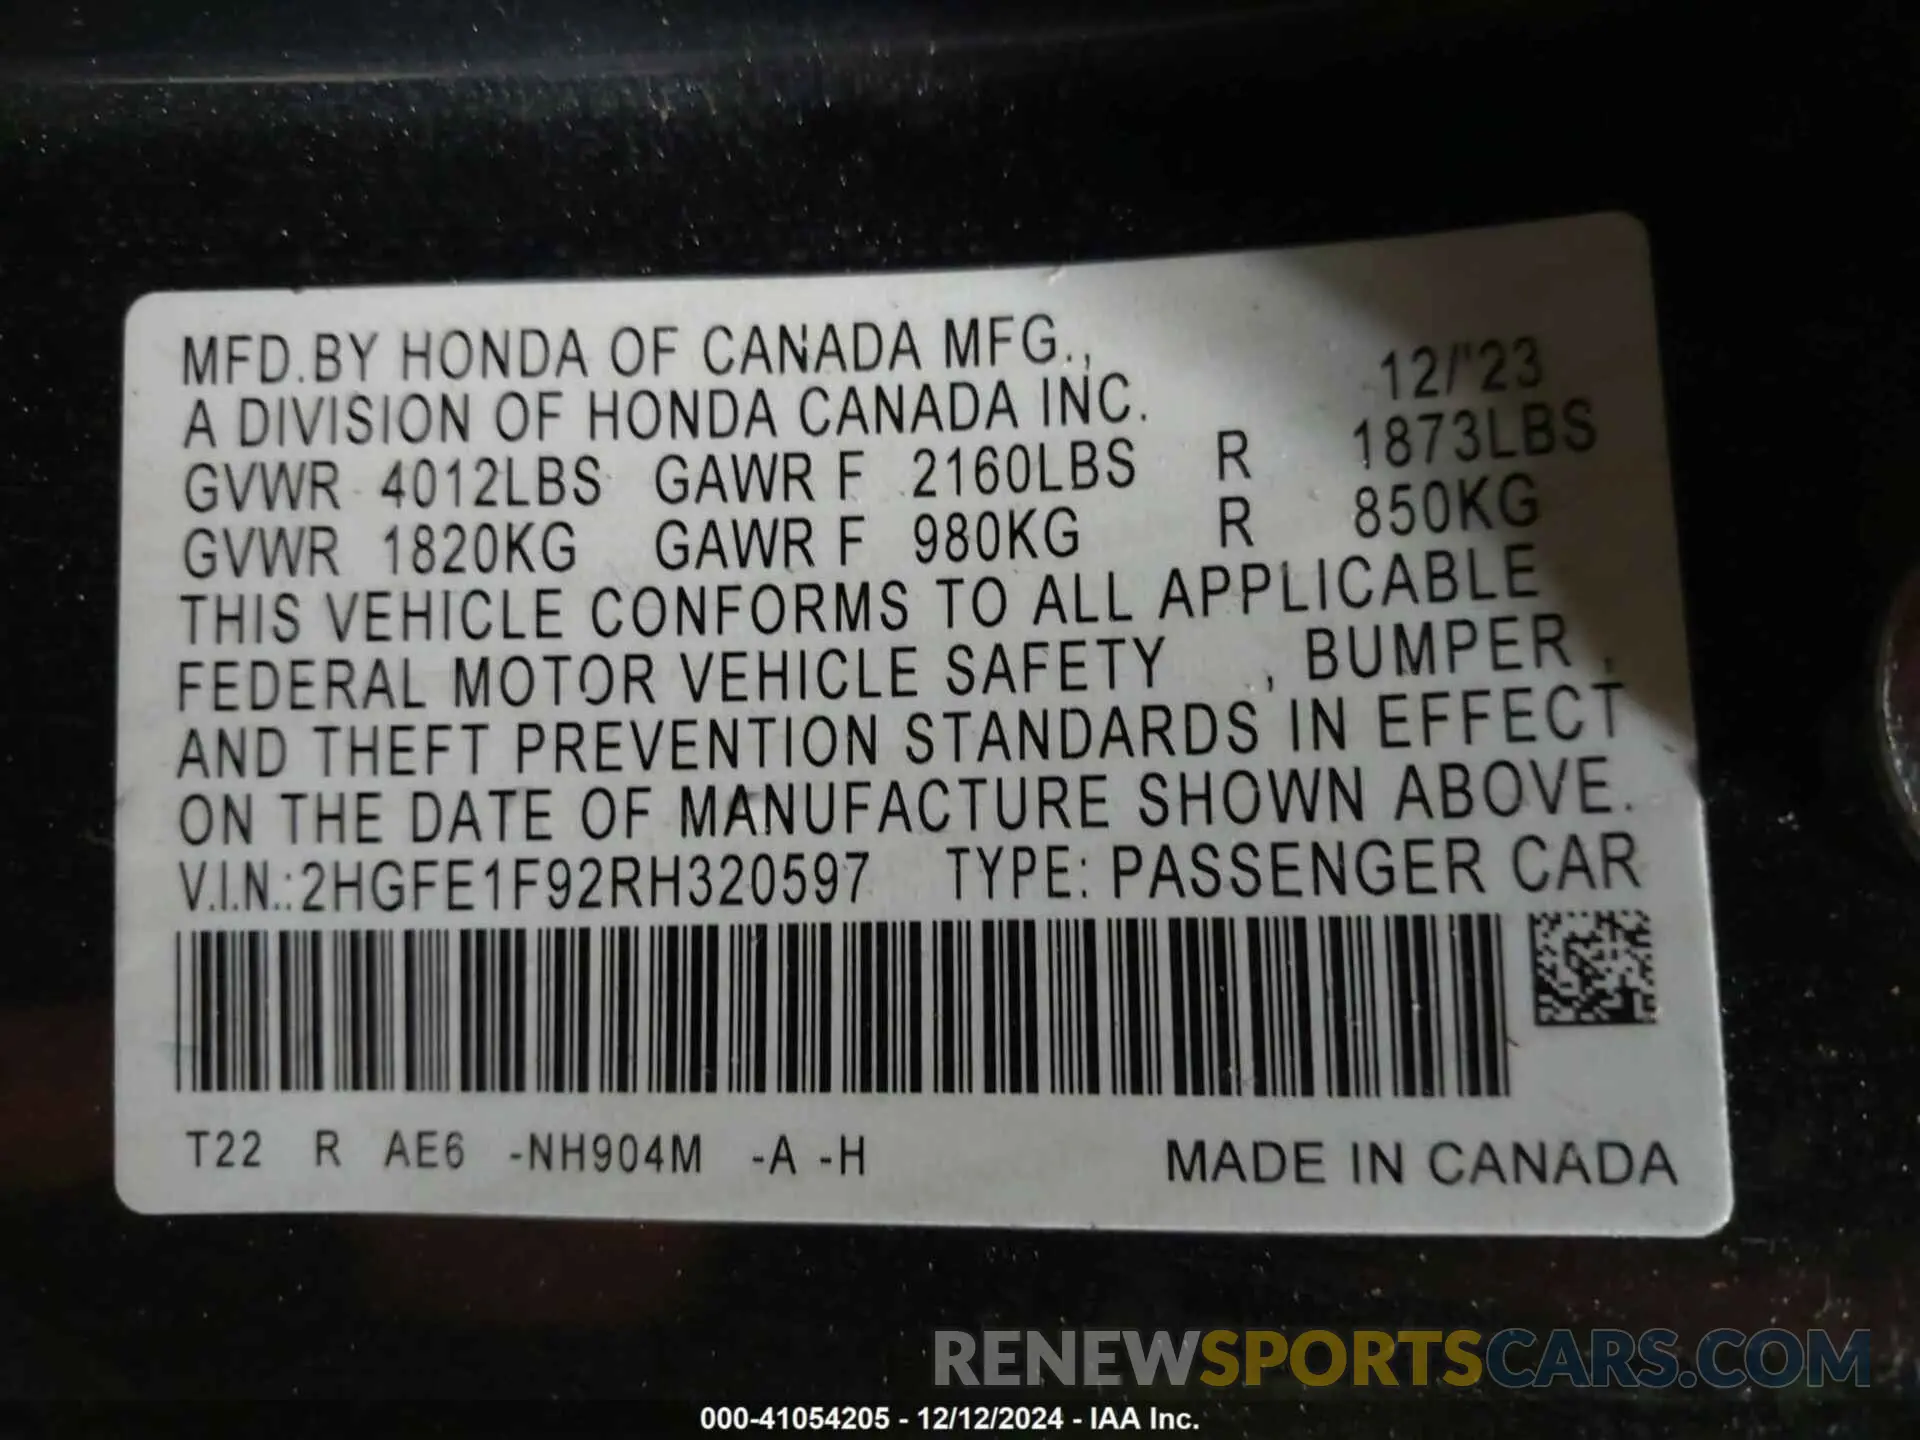 MFD.BY HONDA OF CANADA MFG., 12/'23
A DIVISION OF HONDA CANADA INC.
GVWR 4012LBS GAWR F 2160LBS R 1873LBS
GVWR 1820KG GAWR F 980KG R 850KG
THIS VEHICLE CONFORMS TO ALL APPLICABLE
FEDERAL MOTOR VEHICLE SAFETY , BUMPER ,
AND THEFT PREVENTION STANDARDS IN EFFECT
ON THE DATE OF MANUFACTURE SHOWN ABOVE.
V.I.N.:2HGFE1F92RH320597 TYPE: PASSENGER CAR
T22 R AE6 -NH904M -A -H MADE IN CANADA
RENEWSPORTSCARS.COM
000-41054205 - 12/12/2024 - IAA Inc.